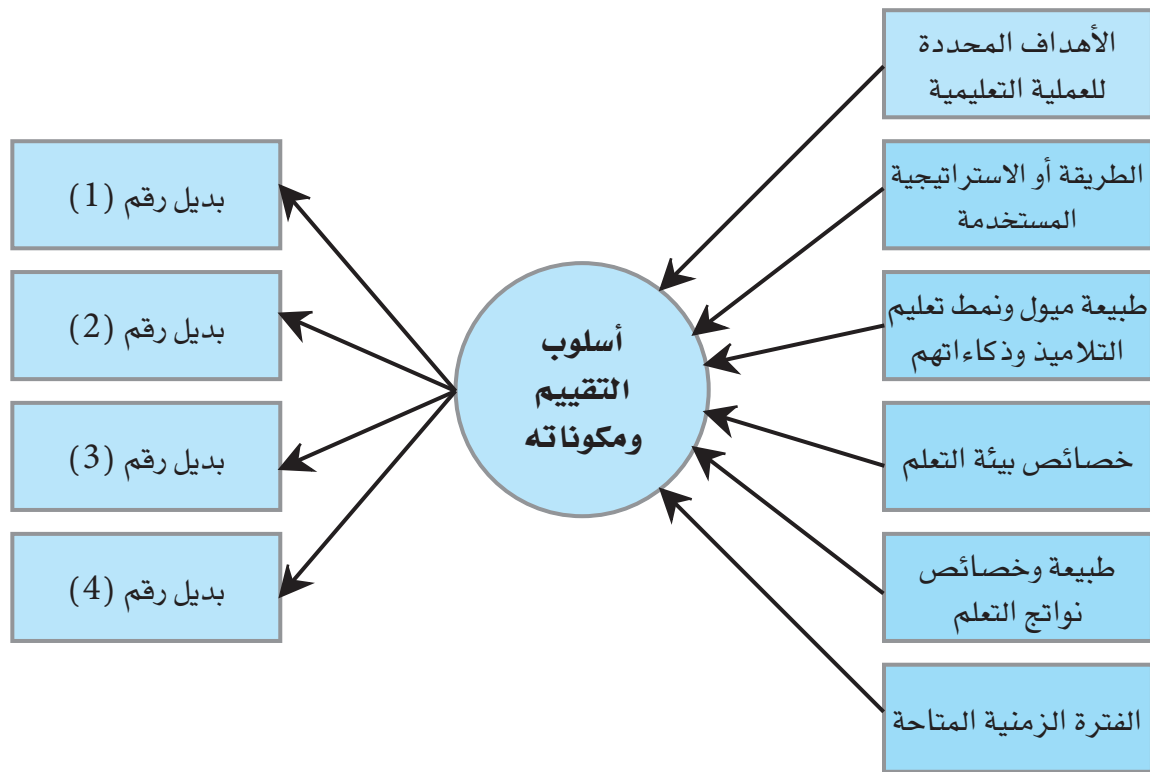 الأهداف المحددة
للعملية التعليمية
الطريقة أو الاستراتيجية
المستخدمة
طبيعة ميول ونمط تعليم
التلاميذ وذكاءاتهم
خصائص بيئة التعلم
طبيعة وخصائص
نواتج التعلم
الفترة الزمنية المتاحة
أسلوب
التقييم
ومكوناته
بديل رقم (1)
بديل رقم (2)
بديل رقم (3)
بديل رقم (4)